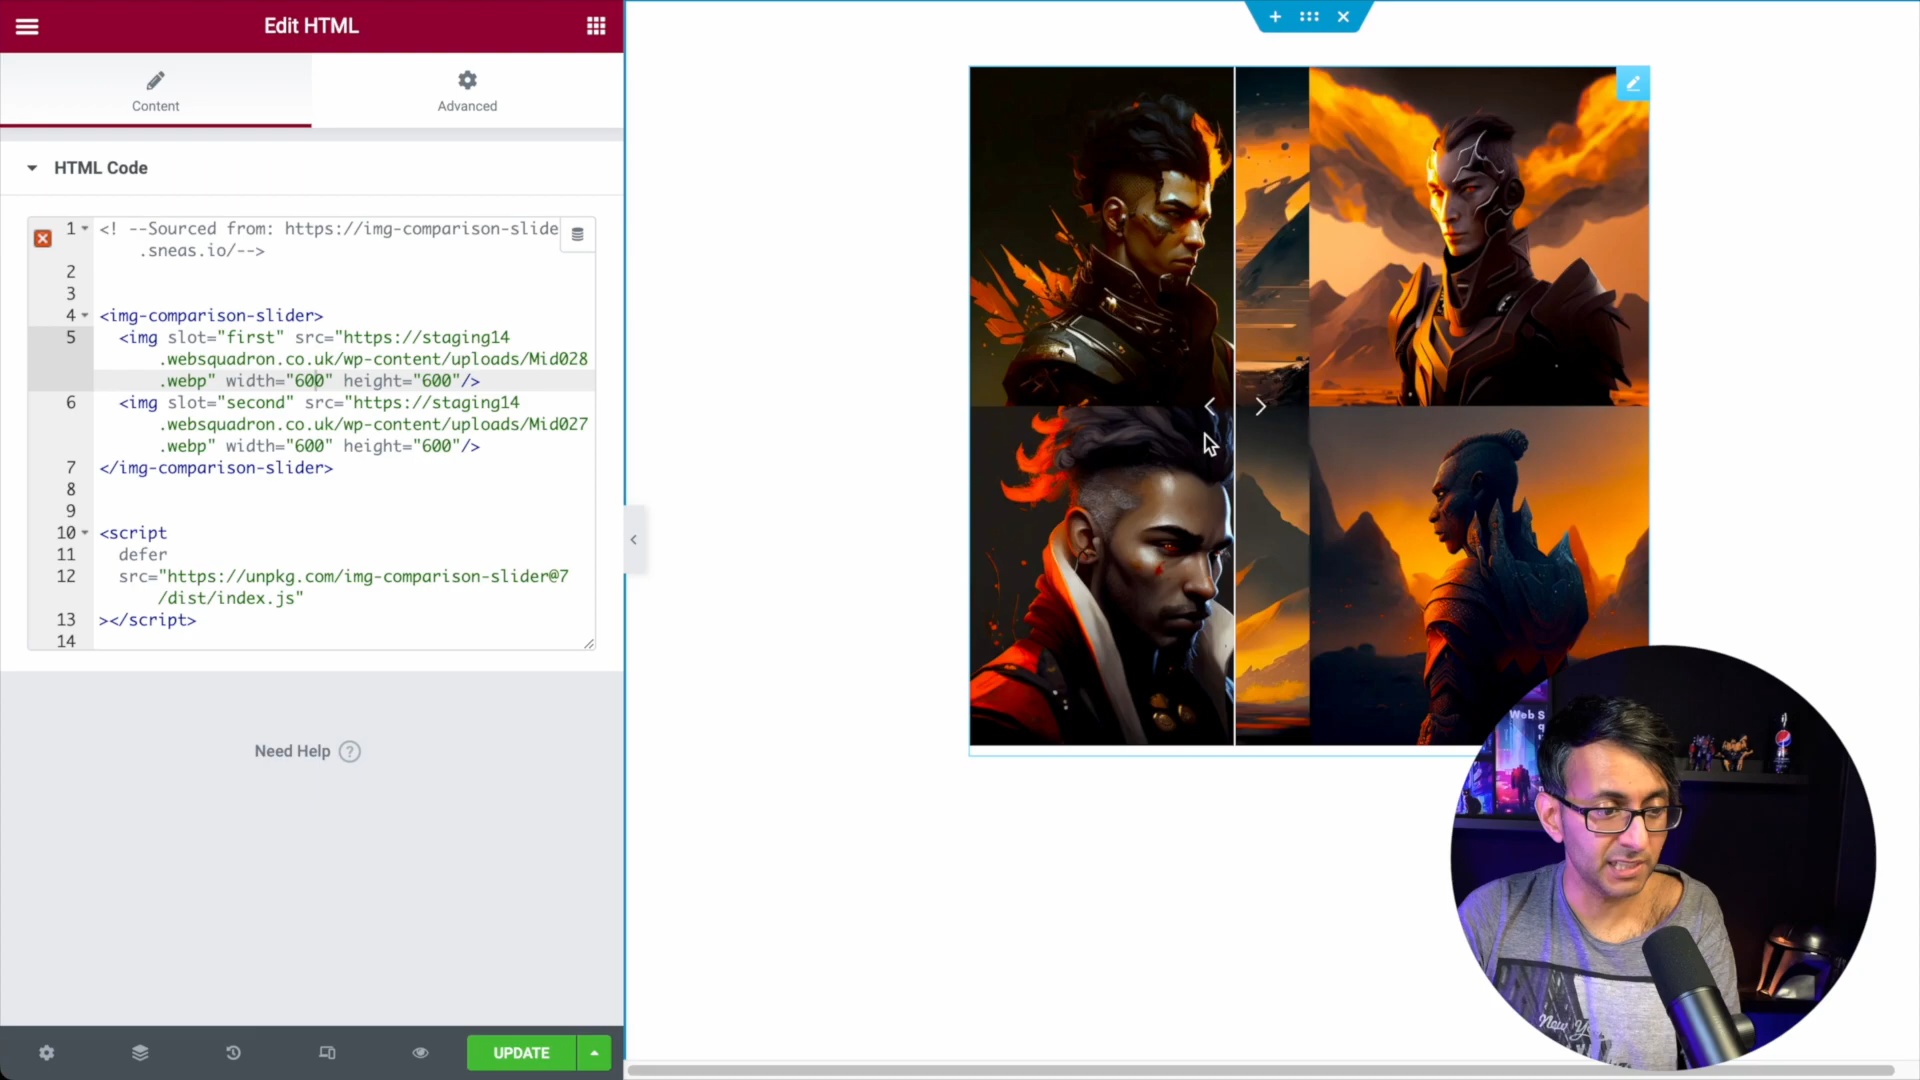 Edit HTML
Content
Advanced
HTML Code
1 <! --Sourced from: https://img-comparison-slide
.sneas.io/-->
2
3
4 <img-comparison-slider>
5 <img slot="first" src="https://staging14
.websquadron.co.uk/wp-content/uploads/Mid028
.webp" width="600" height="600"/>
6 <img slot="second" src="https://staging14
.websquadron.co.uk/wp-content/uploads/Mid027
.webp" width="600" height="600"/>
7 </img-comparison-slider>
8
9
10 <script
11 defer
12 src="https://unpkg.com/img-comparison-slider@7
/dist/index.js"
13 ></script>
14
Need Help ?
UPDATE
Web S
New Yo